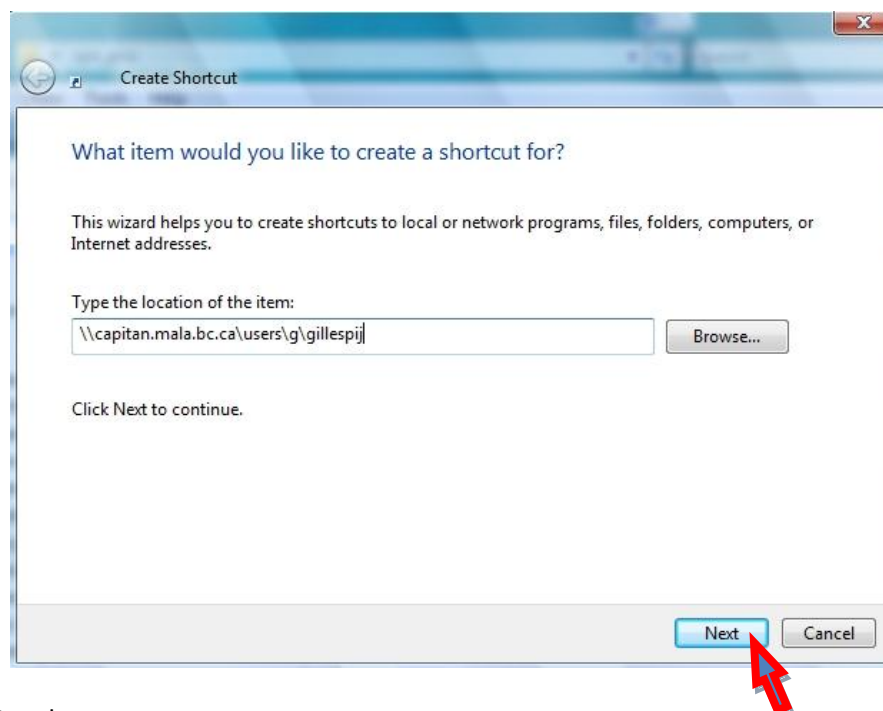 Create Shortcut
What item would you like to create a shortcut for?
This wizard helps you to create shortcuts to local or network programs, files, folders, computers, or
Internet addresses.
Type the location of the item:
\\capitan.mala.bc.ca\users\g\gillespij
Browse...
Click Next to continue.
Next
Cancel